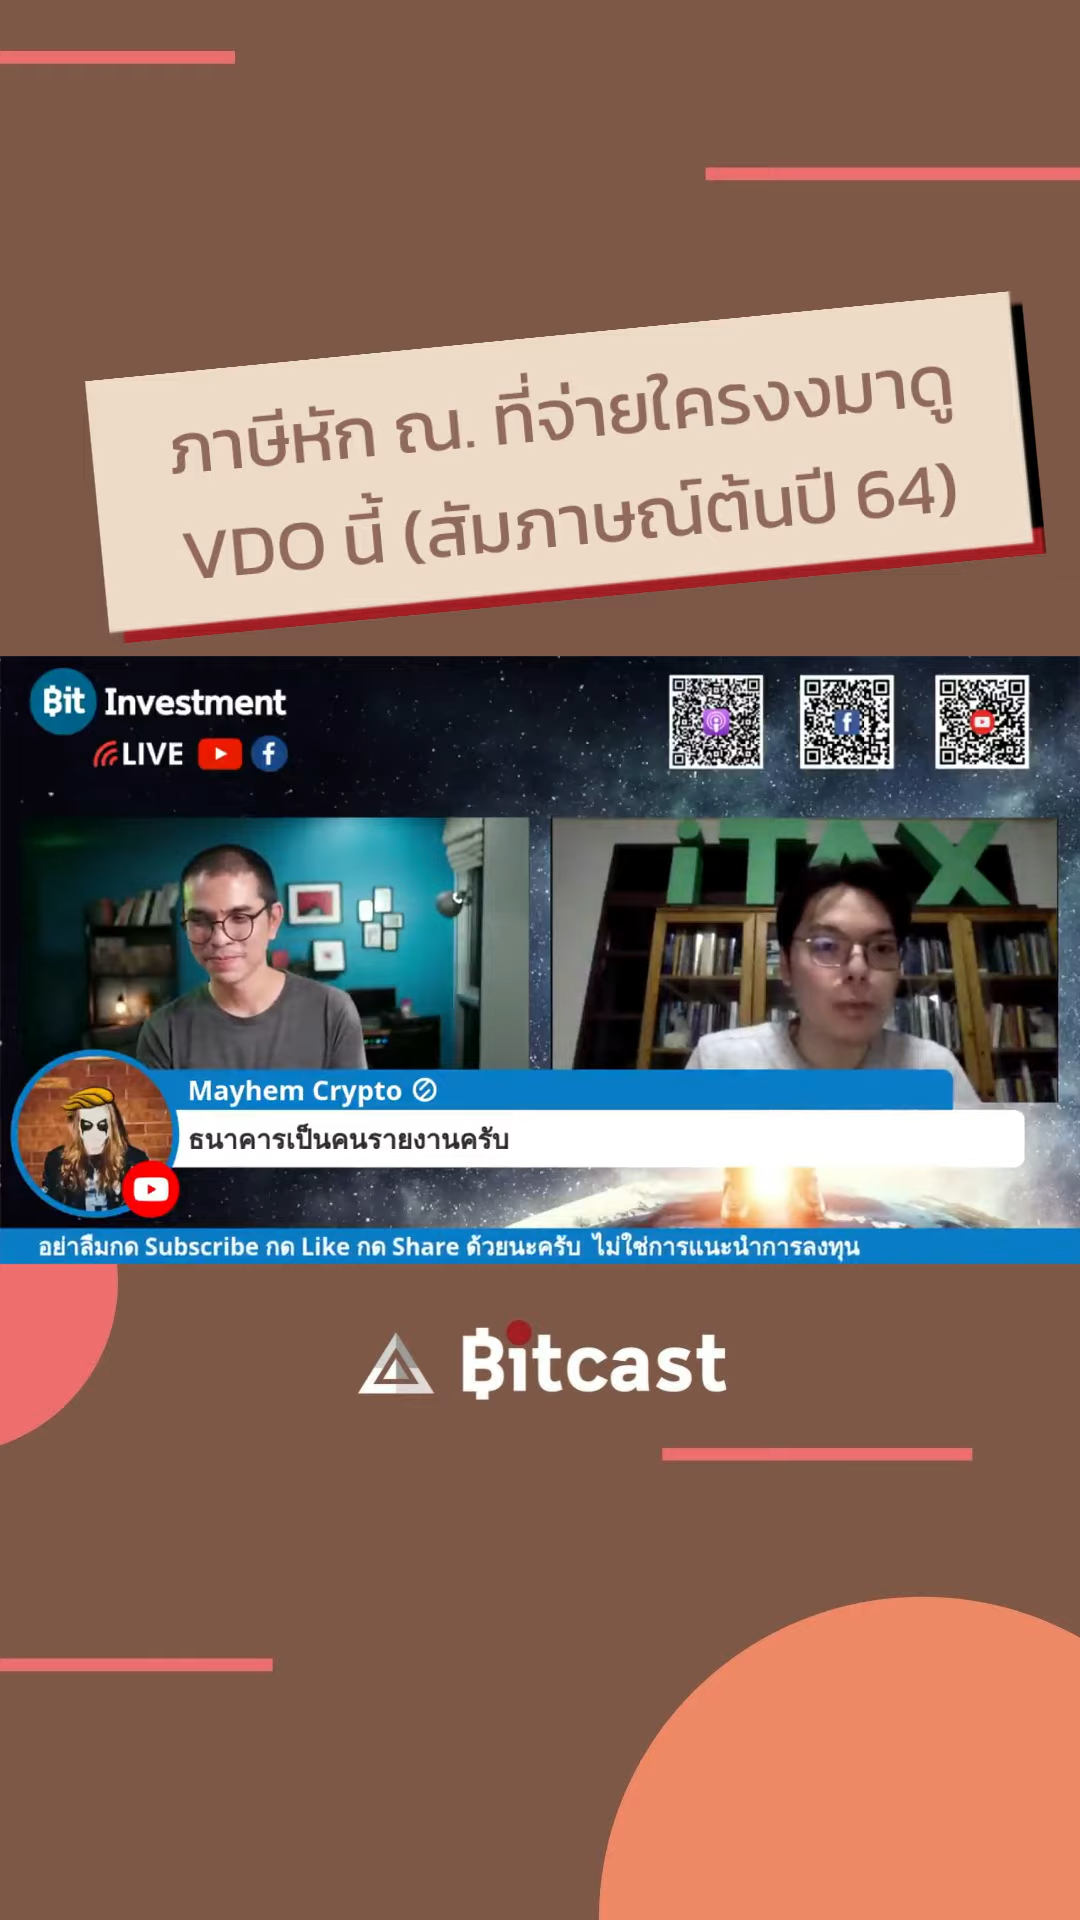 ภาษีหัก ณ. ที่จ่ายใครงงมาดู
VDO นี้ (สัมภาษณ์ต้นปี 64)
฿it Investment
LIVE
iTAX
Mayhem Crypto
ธนาคารเป็นคนรายงานครับ
อย่าลืมกด Subscribe กด Like กด Share ด้วยนะครับ ไม่ใช่การแนะนำการลงทุน
฿itcast